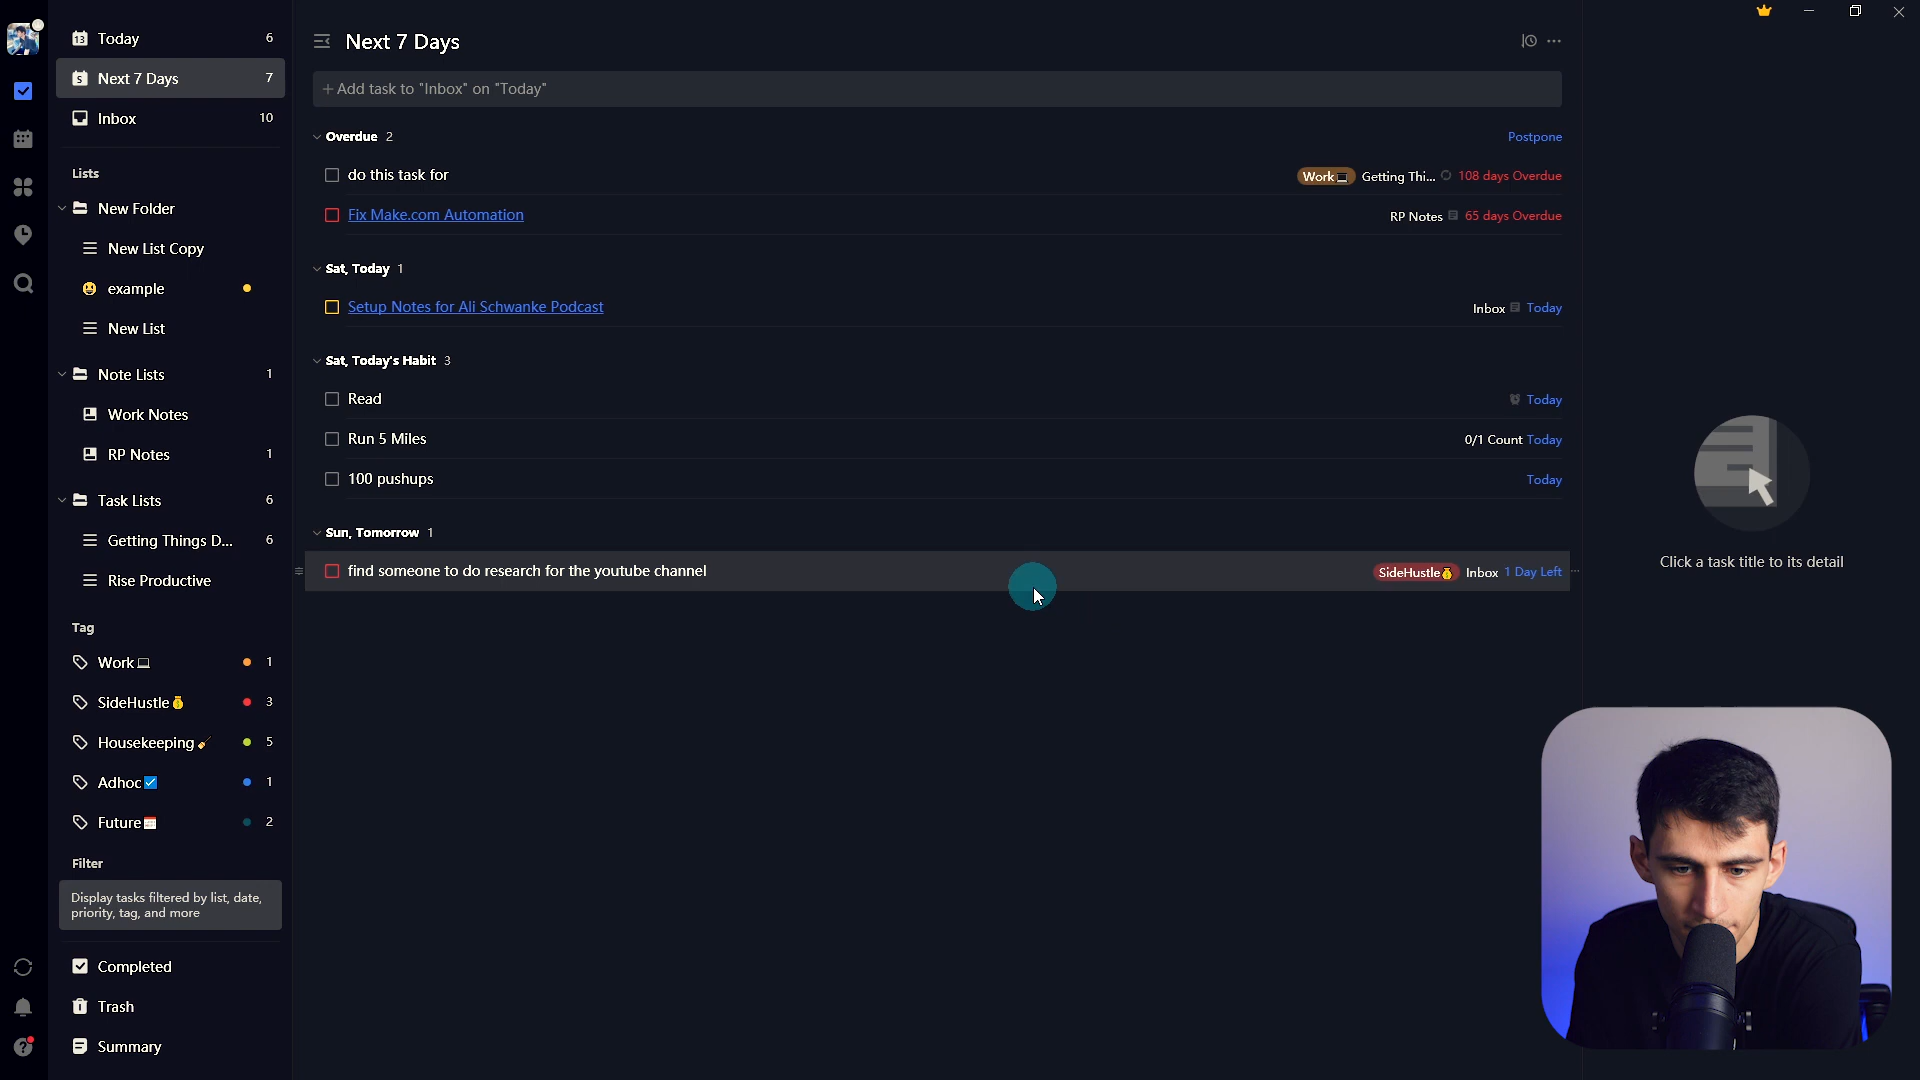 Today 6
Next 7 Days 7
Inbox 10
Lists
New Folder
New List Copy
example
New List
Note Lists 1
Work Notes
RP Notes 1
Task Lists 6
Getting Things D... 6
Rise Productive
Tag
Work 1
SideHustle 3
Housekeeping 5
Adhoc 1
Future 2
Filter
Display tasks filtered by list, date,
priority, tag, and more
Completed
Trash
Summary
Next 7 Days
+ Add task to "Inbox" on "Today"
Overdue 2 Postpone
do this task for Work Getting Thi... 108 days Overdue
Fix Make.com Automation RP Notes 65 days Overdue
Sat, Today 1
Setup Notes for Ali Schwanke Podcast Inbox Today
Sat, Today's Habit 3
Read Today
Run 5 Miles 0/1 Count Today
100 pushups Today
Sun, Tomorrow 1
find someone to do research for the youtube channel SideHustle Inbox 1 Day Left
Click a task title to its detail